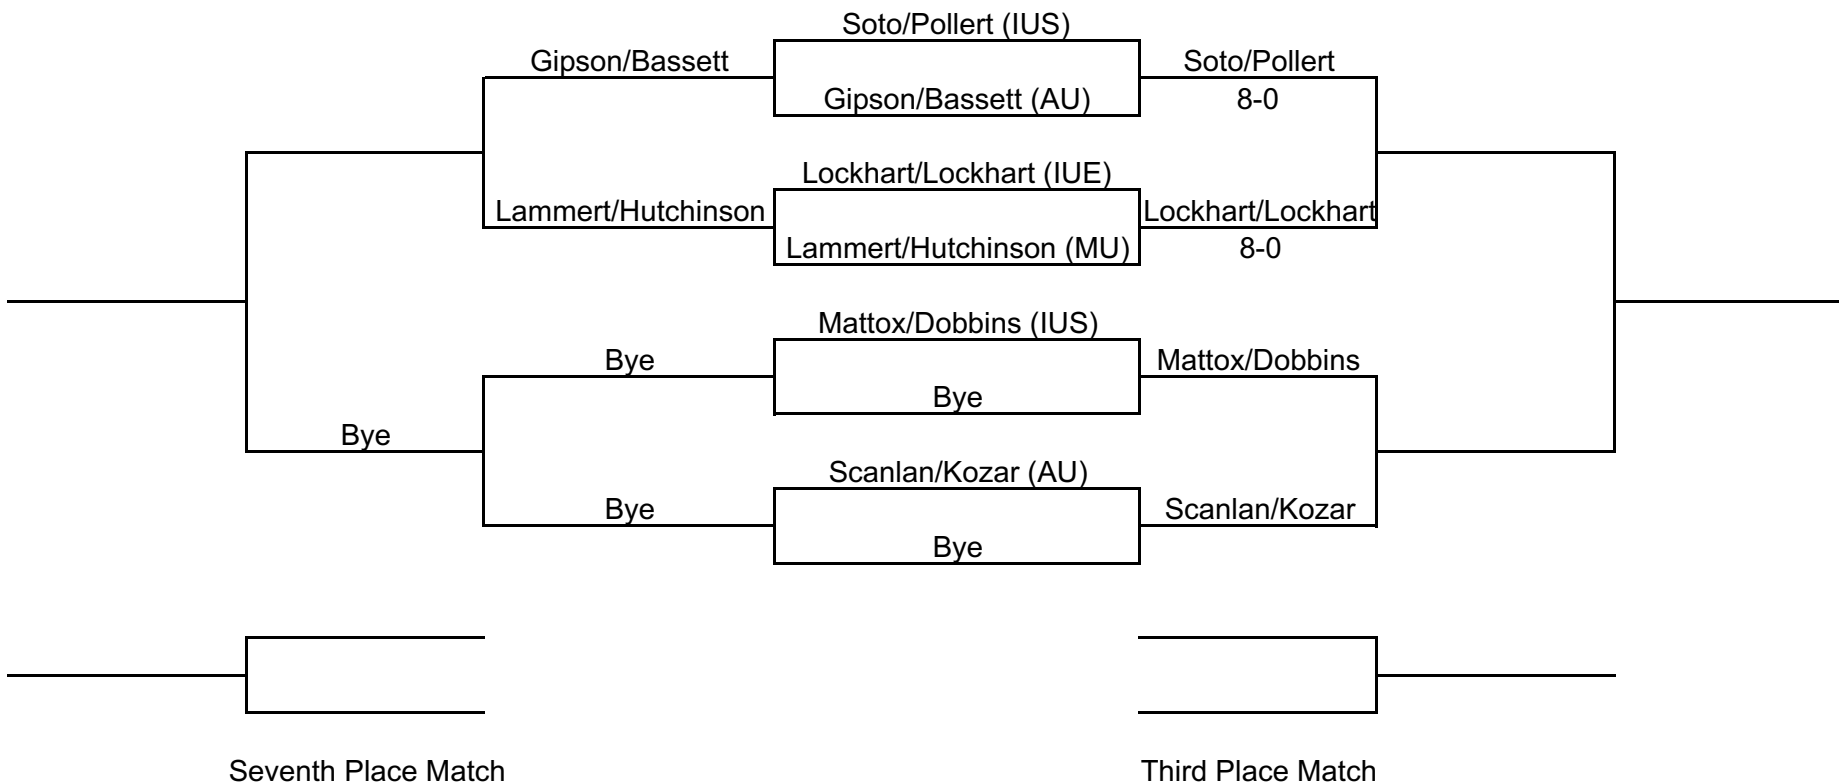 Soto/Pollert (IUS)
Gipson/Bassett
Soto/Pollert
Gipson/Bassett (AU)
8-0
Lockhart/Lockhart (IUE)
Lammert/Hutchinson
Lockhart/Lockhart
Lammert/Hutchinson (MU)
8-0
Mattox/Dobbins (IUS)
Bye
Mattox/Dobbins
Bye
Bye
Scanlan/Kozar (AU)
Bye
Scanlan/Kozar
Bye
Seventh Place Match
Third Place Match